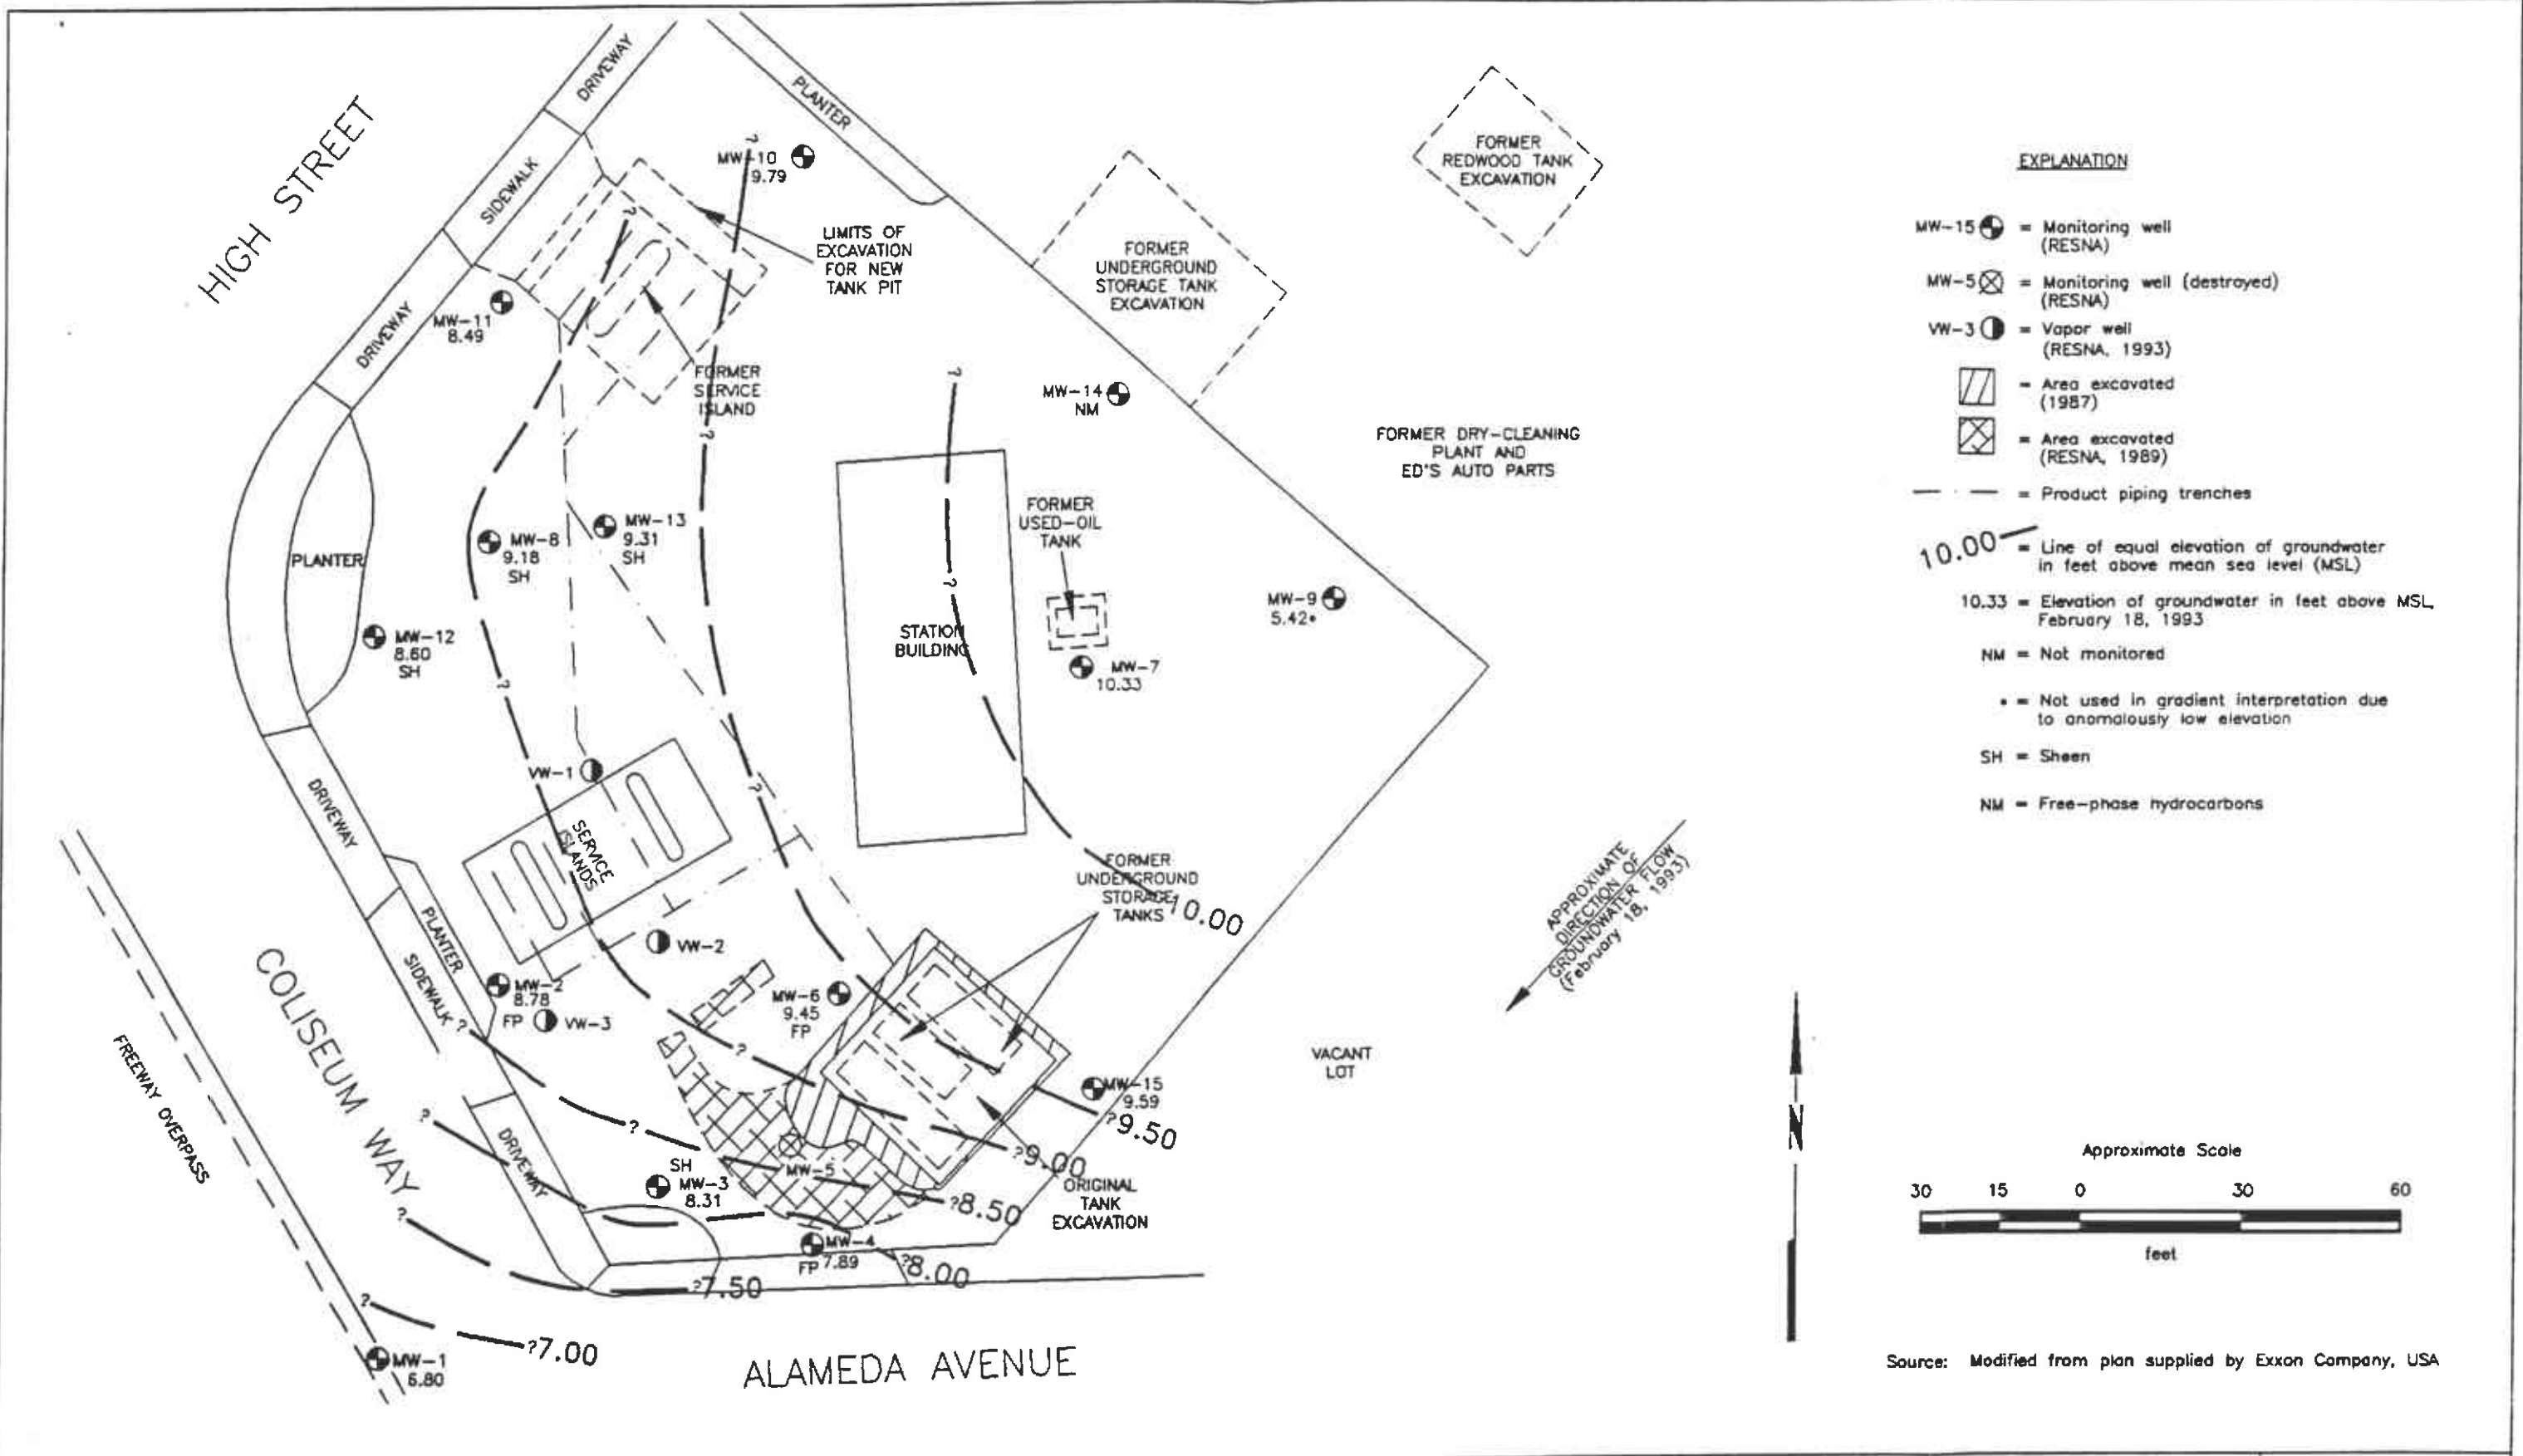 HIGH STREET
DRIVEWAY
SIDEWALK
DRIVEWAY
PLANTER
?
MW-10
9.79
?
LIMITS OF
EXCAVATION
FOR NEW
TANK PIT
MW-11
8.49
FORMER
SERVICE
ISLAND
?
FORMER
UNDERGROUND
STORAGE TANK
EXCAVATION
FORMER
REDWOOD TANK
EXCAVATION
?
MW-14
NM
FORMER DRY-CLEANING
PLANT AND
ED'S AUTO PARTS
FORMER
USED-OIL
TANK
MW-8
9.18
SH
MW-13
9.31
SH
PLANTER
?
MW-9
5.42•
STATION
BUILDING
MW-12
8.60
SH
MW-7
10.33
?
VW-1
?
DRIVEWAY
SERVICE
ISLANDS
FORMER
UNDERGROUND
STORAGE
TANKS
10.00
PLANTER
SIDEWALK
VW-2
MW-2
8.78
FP
VW-3
MW-6
9.45
FP
?
?
COLISEUM WAY
FREEWAY OVERPASS
VACANT
LOT
APPROXIMATE
DIRECTION OF
GROUNDWATER FLOW
(February 18, 1993)
MW-15
9.59
?9.50
?
?
DRIVEWAY
?9.00
SH
MW-3
8.31
MW-5
ORIGINAL
TANK
EXCAVATION
?8.50
?
MW-4
FP 7.89
?8.00
?7.50
?
?7.00
MW-1
6.80
ALAMEDA AVENUE
EXPLANATION
MW-15 = Monitoring well
(RESNA)
MW-5 = Monitoring well (destroyed)
(RESNA)
VW-3 = Vapor well
(RESNA, 1993)
= Area excavated
(1987)
= Area excavated
(RESNA, 1989)
= Product piping trenches
10.00 = Line of equal elevation of groundwater
in feet above mean sea level (MSL)
10.33 = Elevation of groundwater in feet above MSL,
February 18, 1993
NM = Not monitored
• = Not used in gradient interpretation due
to anomalously low elevation
SH = Sheen
NM = Free-phase hydrocarbons
N
Approximate Scale
30 15 0 30 60
feet
Source: Modified from plan supplied by Exxon Company, USA